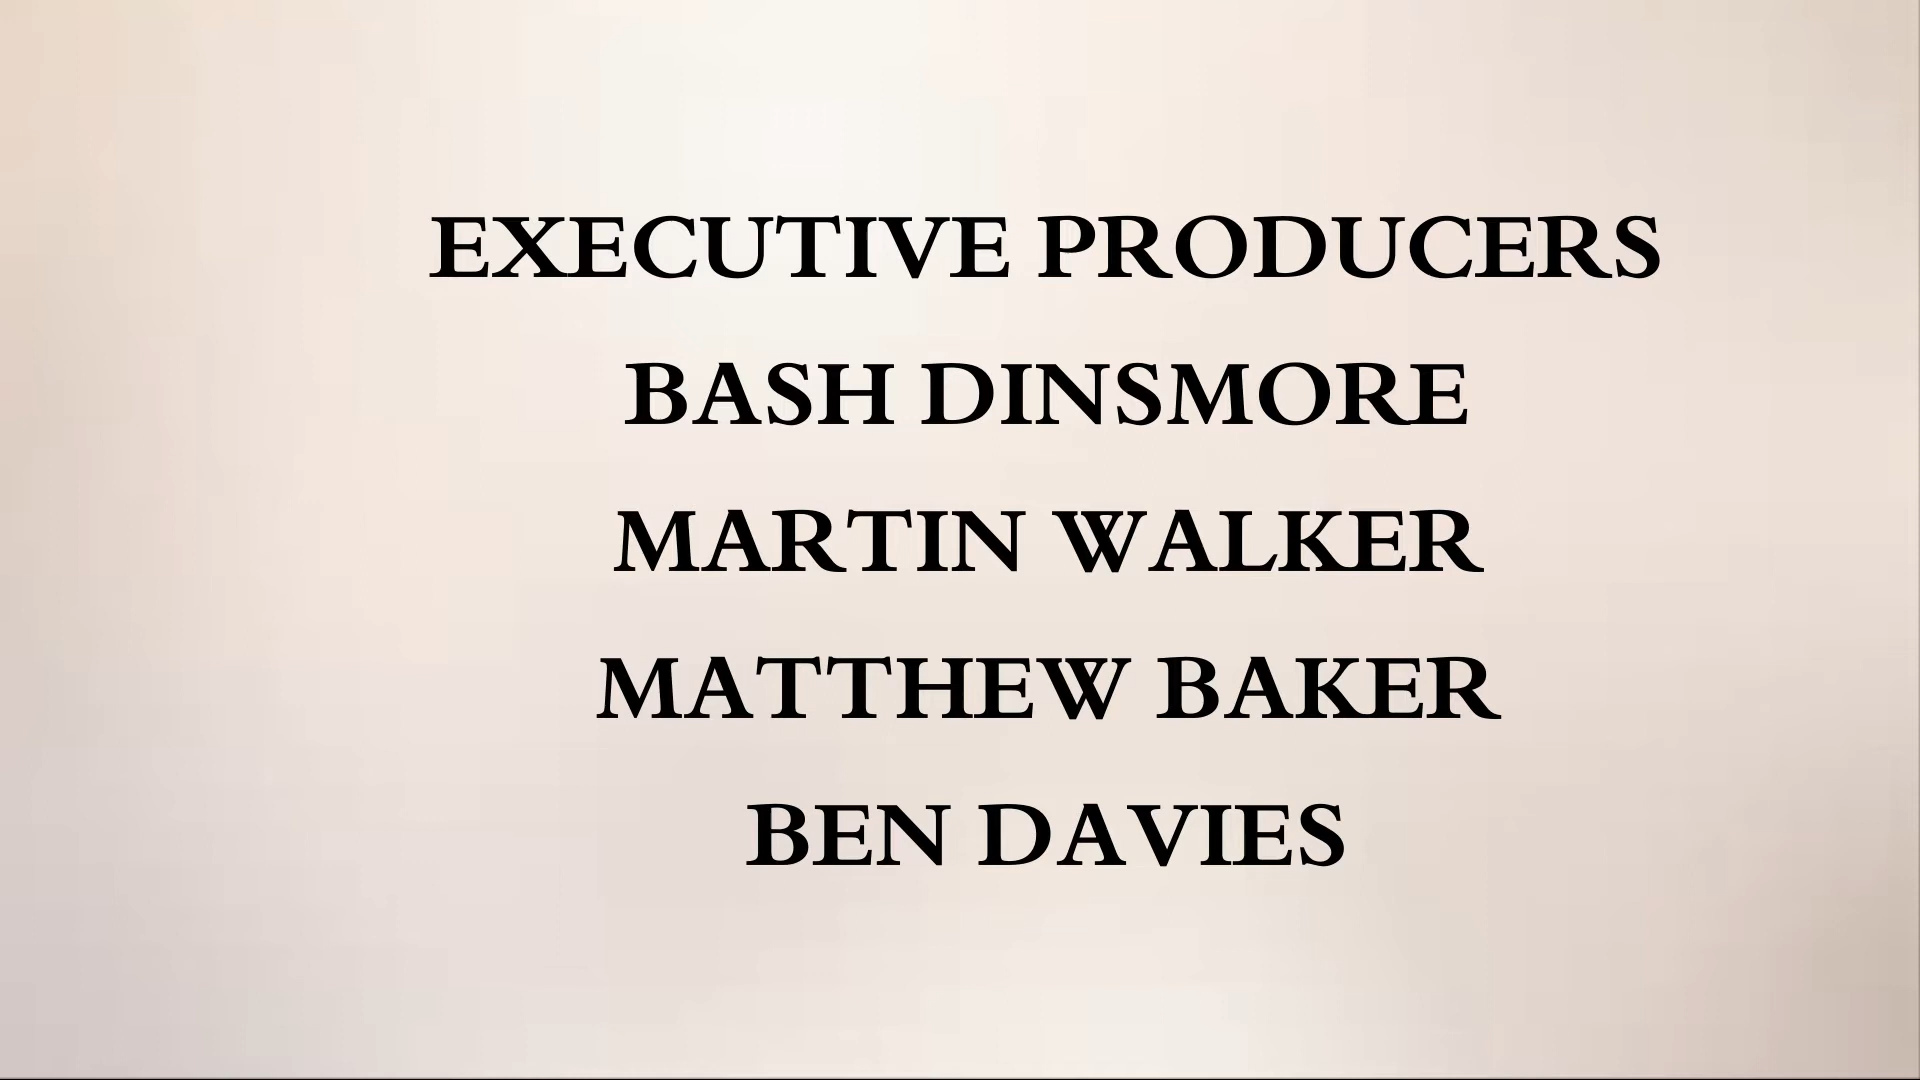 EXECUTIVE PRODUCERS
BASH DINSMORE
MARTIN WALKER
MATTHEW BAKER
BEN DAVIES